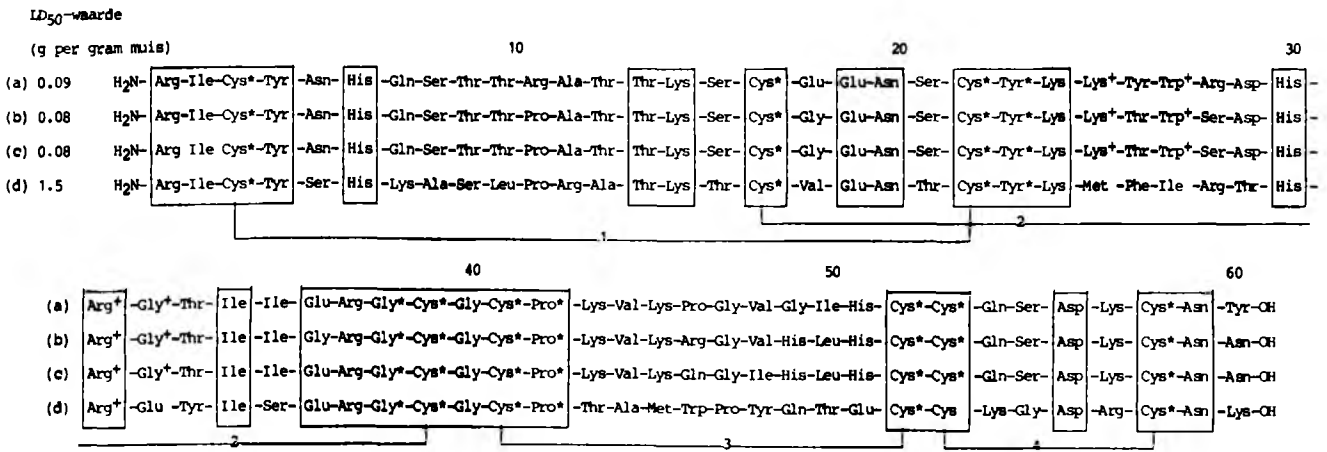 LD50-waarde
(g per gram muis) 10 20 30
(a) 0.09 H2N- Arg-Ile-Cys*-Tyr -Asn- His -Gln-Ser-Thr-Thr-Arg-Ala-Thr- Thr-Lys -Ser- Cys* -Glu- Glu-Asn -Ser- Cys*-Tyr*-Lys -Lys+-Tyr-Trp+-Arg-Asp- His -
(b) 0.08 H2N- Arg-Ile-Cys*-Tyr -Asn- His -Gln-Ser-Thr-Thr-Pro-Ala-Thr- Thr-Lys -Ser- Cys* -Gly- Glu-Asn -Ser- Cys*-Tyr*-Lys -Lys+-Thr-Trp+-Ser-Asp- His -
(c) 0.08 H2N- Arg Ile Cys*-Tyr -Asn- His -Gln-Ser-Thr-Thr-Pro-Ala-Thr- Thr-Lys -Ser- Cys* -Gly- Glu-Asn -Ser- Cys*-Tyr*-Lys -Lys+-Thr-Trp+-Ser-Asp- His -
(d) 1.5 H2N- Arg-Ile-Cys*-Tyr -Ser- His -Lys-Ala-Ser-Leu-Pro-Arg-Ala- Thr-Lys -Thr- Cys* -Val- Glu-Asn -Thr- Cys*-Tyr*-Lys -Met -Phe-Ile -Arg-Thr- His -
2
1
40 50 60
(a) Arg+ -Gly+-Thr- Ile -Ile- Glu-Arg-Gly*-Cys*-Gly-Cys*-Pro* -Lys-Val-Lys-Pro-Gly-Val-Gly-Ile-His- Cys*-Cys* -Gln-Ser- Asp -Lys- Cys*-Asn -Tyr-OH
(b) Arg+ -Gly+-Thr- Ile -Ile- Gly-Arg-Gly*-Cys*-Gly-Cys*-Pro* -Lys-Val-Lys-Arg-Gly-Val-His-Leu-His- Cys*-Cys* -Gln-Ser- Asp -Lys- Cys*-Asn -Asn-OH
(c) Arg+ -Gly+-Thr- Ile -Ile- Glu-Arg-Gly*-Cys*-Gly-Cys*-Pro* -Lys-Val-Lys-Gln-Gly-Ile-His-Leu-His- Cys*-Cys* -Gln-Ser- Asp -Lys- Cys*-Asn -Asn-OH
(d) Arg+ -Glu -Tyr- Ile -Ser- Glu-Arg-Gly*-Cys*-Gly-Cys*-Pro* -Thr-Ala-Met-Trp-Pro-Tyr-Gln-Thr-Glu- Cys*-Cys -Lys-Gly- Asp -Arg- Cys*-Asn -Lys-OH
2 3 4